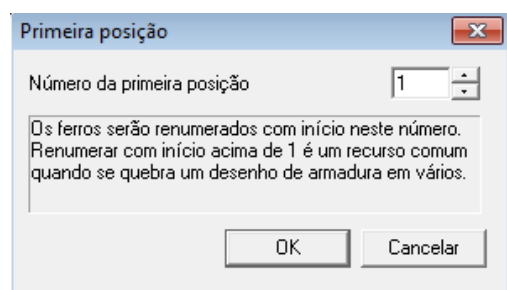 Primeira posição
Número da primeira posição 1
Os ferros serão renumerados com início neste número.
Renumerar com início acima de 1 é um recurso comum
quando se quebra um desenho de armadura em vários.
OK Cancelar